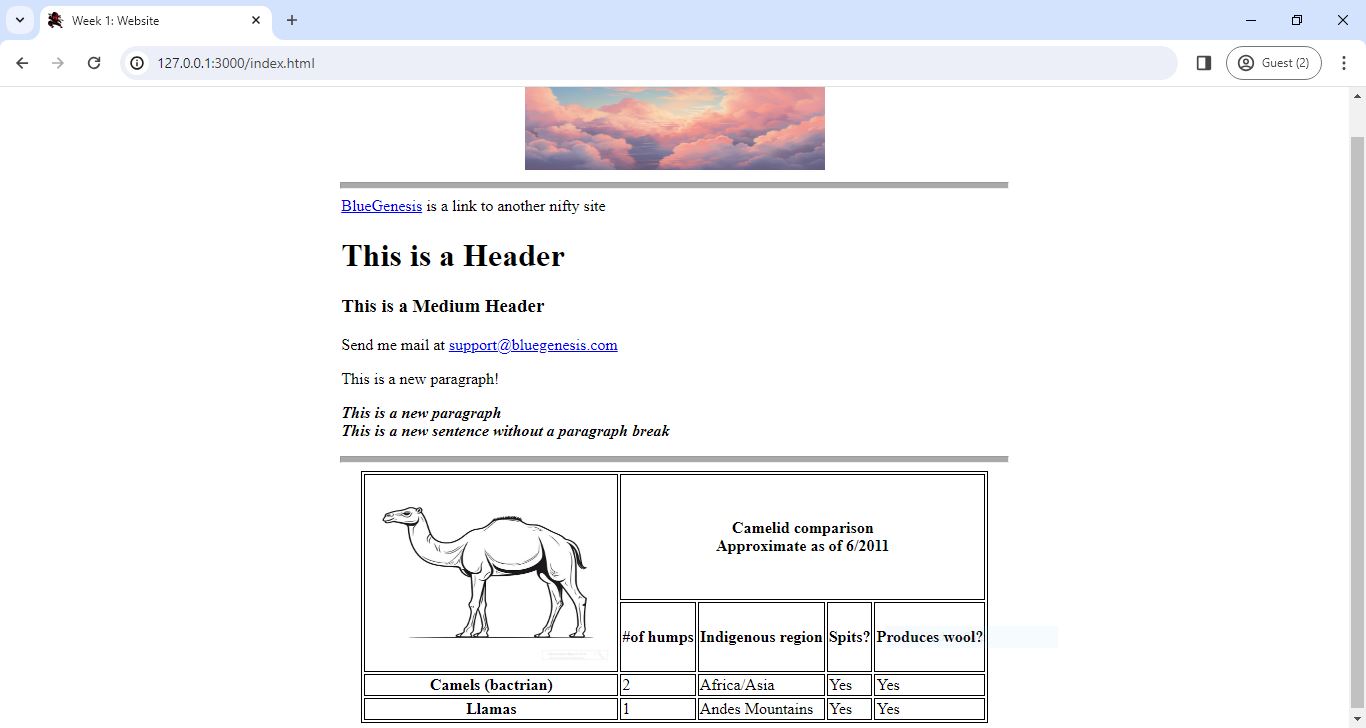 Week 1: Website
127.0.0.1:3000/index.html
Guest (2)
BlueGenesis is a link to another nifty site
This is a Header
This is a Medium Header
Send me mail at support@bluegenesis.com
This is a new paragraph!
This is a new paragraph
This is a new sentence without a paragraph break
Camelid comparison
Approximate as of 6/2011
#of humps Indigenous region Spits? Produces wool?
Camels (bactrian) 2 Africa/Asia Yes Yes
Llamas 1 Andes Mountains Yes Yes